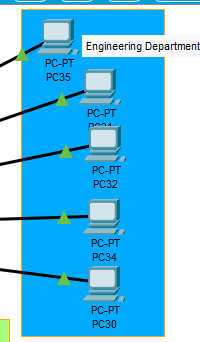 Engineering Department
PC-PT
PC35
PC-PT
PC-PT
PC32
PC-PT
PC34
PC-PT
PC30